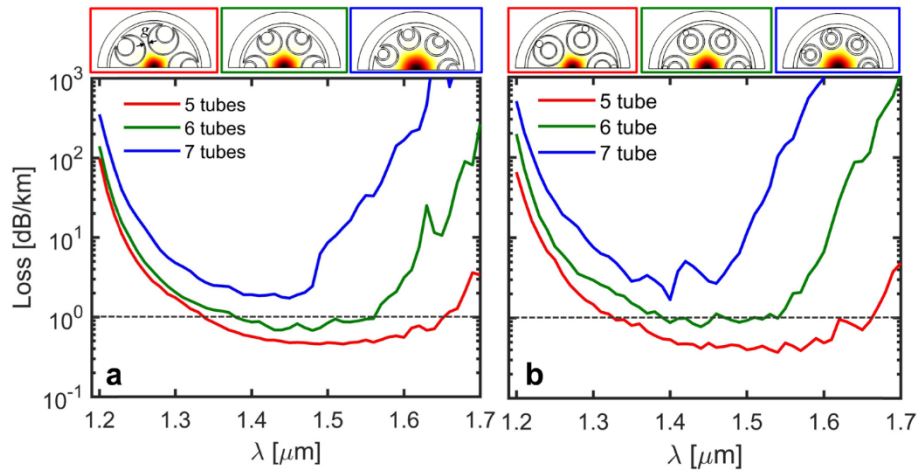 g
10³
10²
10¹
10⁰
10⁻¹
Loss [dB/km]
5 tubes
6 tubes
7 tubes
a
1.2 1.3 1.4 1.5 1.6 1.7
λ [μm]
5 tube
6 tube
7 tube
b
1.2 1.3 1.4 1.5 1.6 1.7
λ [μm]